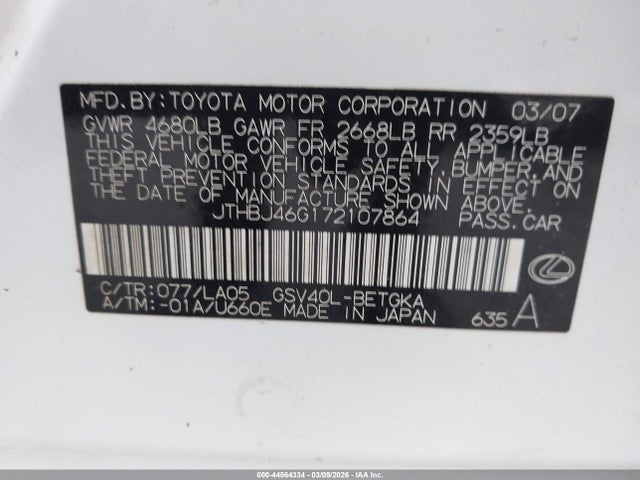 MFD.BY:TOYOTA MOTOR CORPORATION 03/07
GVWR 4680LB GAWR FR 2668LB RR 2359LB
THIS VEHICLE CONFORMS TO ALL APPLICABLE
FEDERAL MOTOR VEHICLE SAFETY,BUMPER,AND
THEFT PREVENTION STANDARDS IN EFFECT ON
THE DATE OF MANUFACTURE SHOWN ABOVE.
JTHBJ46G172107864 PASS.CAR
C/TR:077/LA05 GSV40L-BETGKA
A/TM:-01A/U660E MADE IN JAPAN 635 A
000-44564334 - 03/09/2026 - IAA Inc.